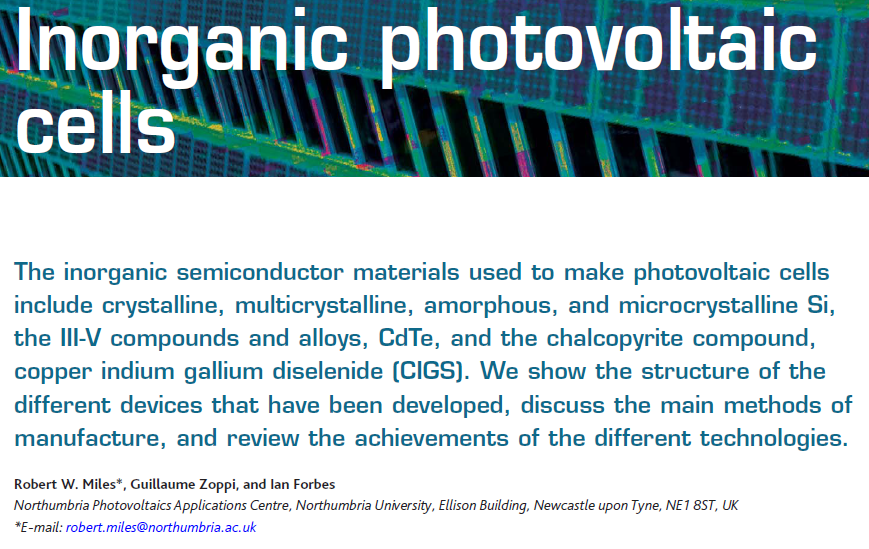 Inorganic photovoltaic
cells
The inorganic semiconductor materials used to make photovoltaic cells
include crystalline, multicrystalline, amorphous, and microcrystalline Si,
the III-V compounds and alloys, CdTe, and the chalcopyrite compound,
copper indium gallium diselenide (CIGS). We show the structure of the
different devices that have been developed, discuss the main methods of
manufacture, and review the achievements of the different technologies.
Robert W. Miles*, Guillaume Zoppi, and Ian Forbes
Northumbria Photovoltaics Applications Centre, Northumbria University, Ellison Building, Newcastle upon Tyne, NE1 8ST, UK
*E-mail: robert.miles@northumbria.ac.uk